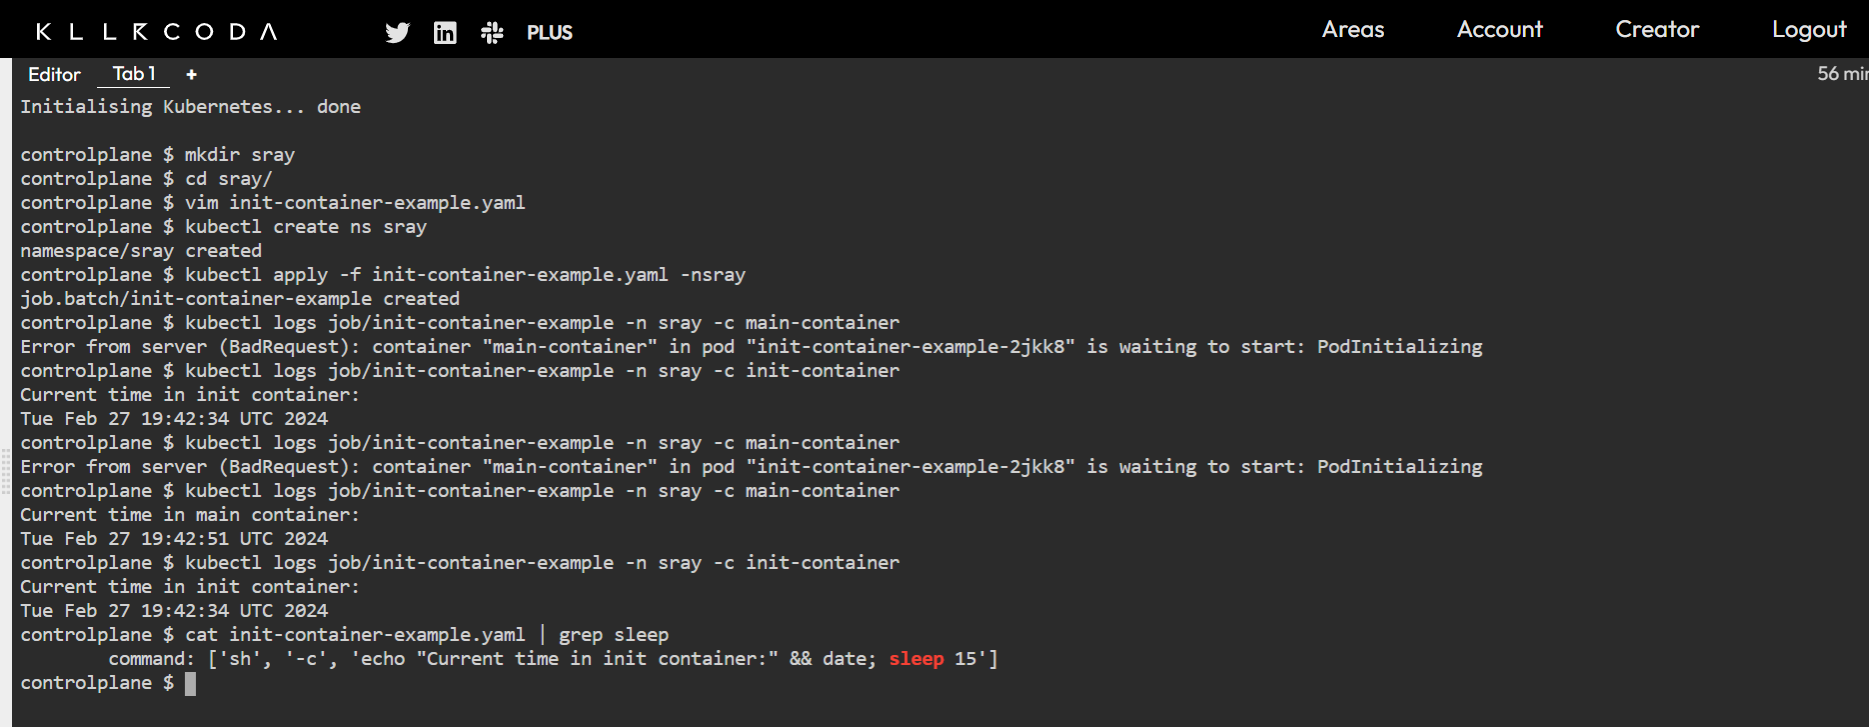 KLLRCODA PLUS Areas Account Creator Logout
Editor Tab 1 + 56 min
Initialising Kubernetes... done
controlplane $ mkdir sray
controlplane $ cd sray/
controlplane $ vim init-container-example.yaml
controlplane $ kubectl create ns sray
namespace/sray created
controlplane $ kubectl apply -f init-container-example.yaml -nsray
job.batch/init-container-example created
controlplane $ kubectl logs job/init-container-example -n sray -c main-container
Error from server (BadRequest): container "main-container" in pod "init-container-example-2jkk8" is waiting to start: PodInitializing
controlplane $ kubectl logs job/init-container-example -n sray -c init-container
Current time in init container:
Tue Feb 27 19:42:34 UTC 2024
controlplane $ kubectl logs job/init-container-example -n sray -c main-container
Error from server (BadRequest): container "main-container" in pod "init-container-example-2jkk8" is waiting to start: PodInitializing
controlplane $ kubectl logs job/init-container-example -n sray -c main-container
Current time in main container:
Tue Feb 27 19:42:51 UTC 2024
controlplane $ kubectl logs job/init-container-example -n sray -c init-container
Current time in init container:
Tue Feb 27 19:42:34 UTC 2024
controlplane $ cat init-container-example.yaml | grep sleep
command: ['sh', '-c', 'echo "Current time in init container:" && date; sleep 15']
controlplane $